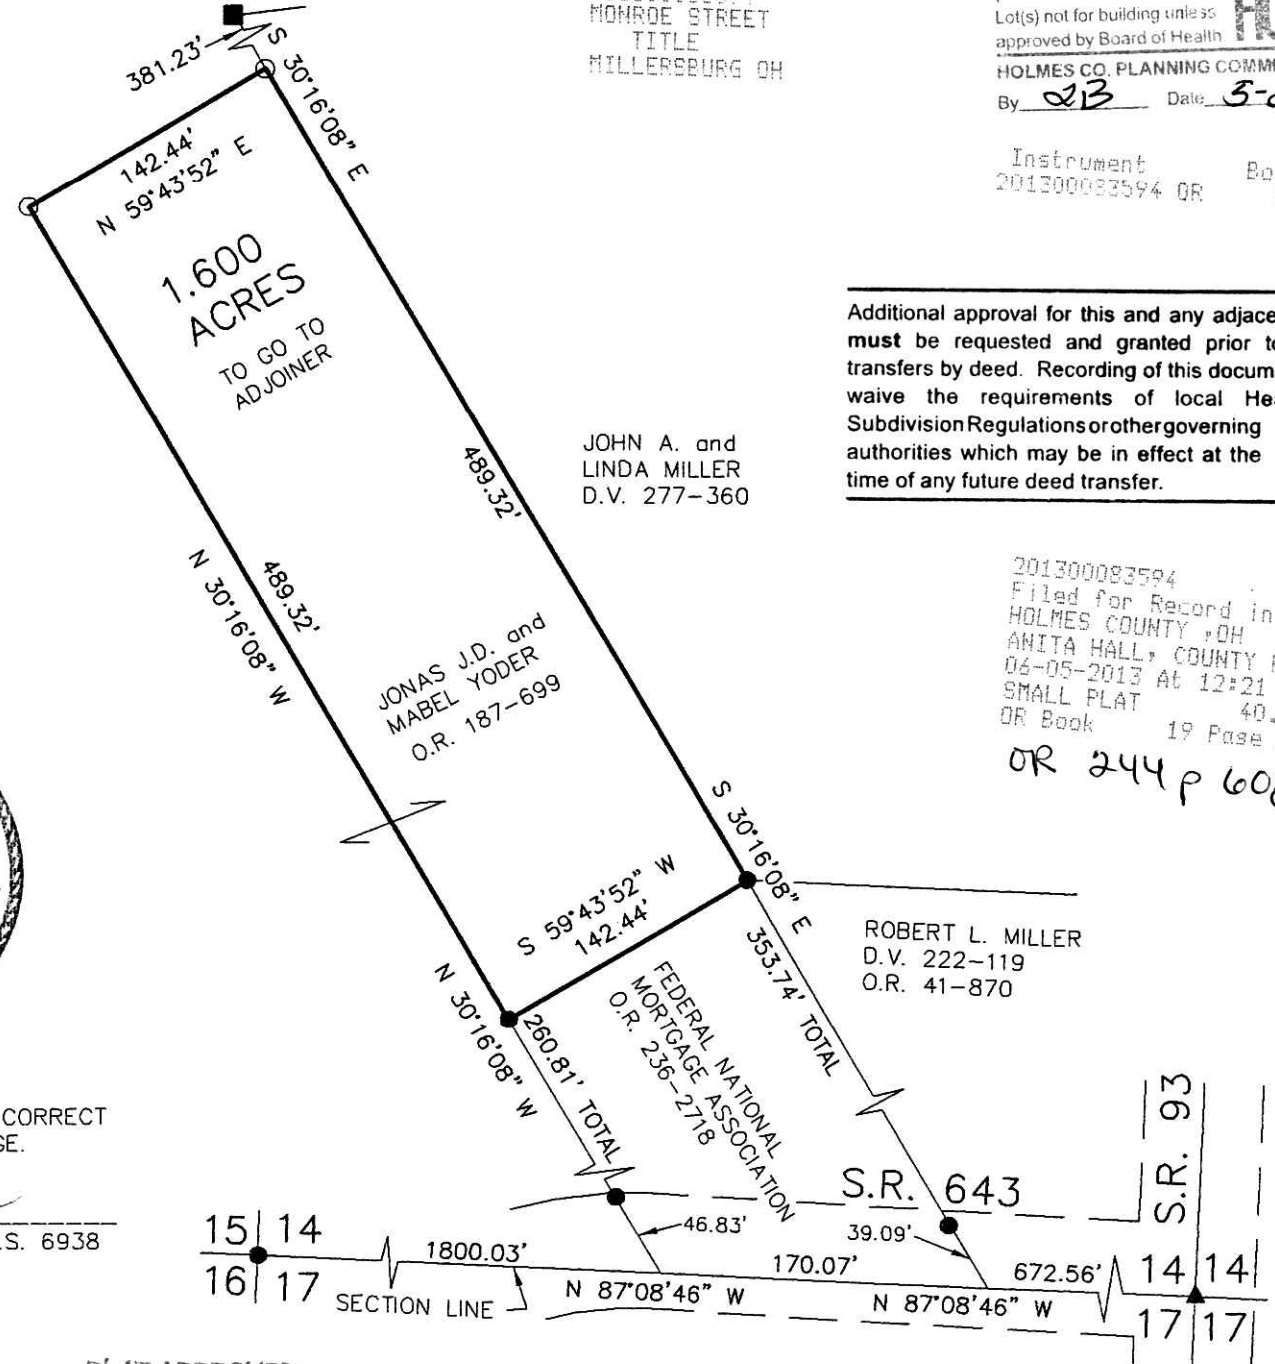 MONROE STREET
TITLE
MILLERSBURG OH
Lot(s) not for building unless
approved by Board of Health
HOLMES CO. PLANNING COMM
By 2B Date 5-
Instrument
201300083594 OR
Bo
381.23'
S 30°16'08" E
142.44'
N 59°43'52" E
1.600
ACRES
TO GO TO
ADJOINER
Additional approval for this and any adjace
must be requested and granted prior to
transfers by deed. Recording of this docum
waive the requirements of local Hea
Subdivision Regulations or other governing
authorities which may be in effect at the
time of any future deed transfer.
JOHN A. and
LINDA MILLER
D.V. 277-360
489.32'
489.32'
N 30°16'08" W
JONAS J.D. and
MABEL YODER
O.R. 187-699
201300083594
Filed for Record in
HOLMES COUNTY ,OH
ANITA HALL, COUNTY
06-05-2013 At 12:21
SMALL PLAT 40.
OR Book 19 Page
OR 244 p 60
S 30°16'08" E
S 59°43'52" W
142.44'
ROBERT L. MILLER
D.V. 222-119
O.R. 41-870
353.74' TOTAL
FEDERAL NATIONAL
MORTGAGE ASSOCIATION
O.R. 236-2718
N 30°16'08" W
260.81' TOTAL
CORRECT
GE.
.S. 6938
S.R. 93
S.R. 643
46.83'
39.09'
15 14
16 17
1800.03'
170.07'
672.56'
14 14
17 17
SECTION LINE
N 87°08'46" W
N 87°08'46" W